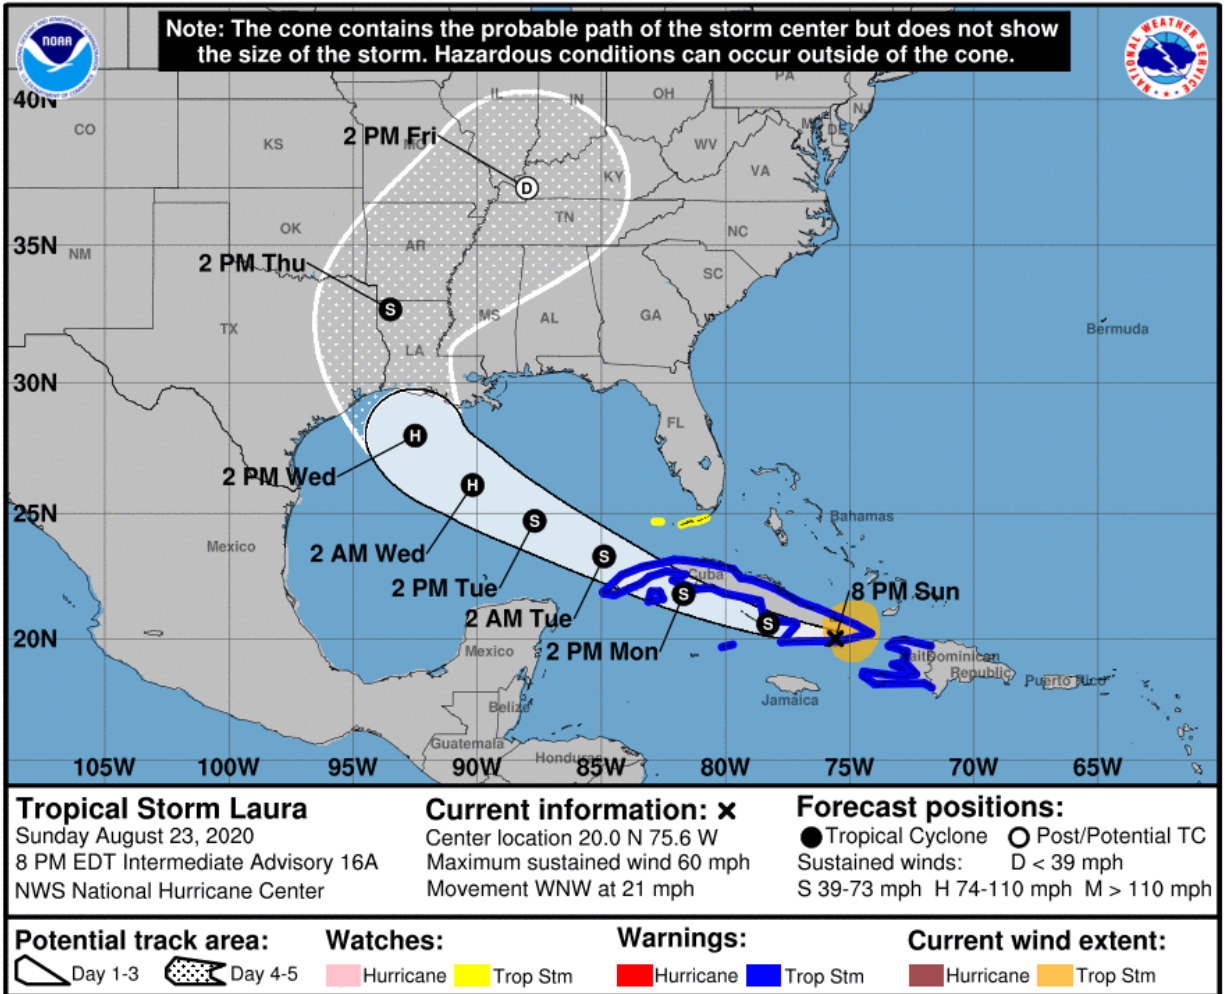 Note: The cone contains the probable path of the storm center but does not show
the size of the storm. Hazardous conditions can occur outside of the cone.
NOAA
NATIONAL WEATHER SERVICE
40N
35N
30N
25N
20N
105W 100W 95W 90W 85W 80W 75W 70W 65W
CO
KS
MO
IL
IN
OH
PA
WV
VA
KY
DE
NM
OK
AR
TN
NC
SC
TX
LA
MS
AL
GA
FL
Bermuda
Bahamas
Cuba
Mexico
Mexico
Belize
Guatemala
Honduras
Jamaica
Dominican
Republic
Puerto Rico
2 PM Fri
D
2 PM Thu
S
2 PM Wed
H
2 AM Wed
H
2 PM Tue
S
2 AM Tue
S
2 PM Mon
S
S
8 PM Sun
Tropical Storm Laura
Sunday August 23, 2020
8 PM EDT Intermediate Advisory 16A
NWS National Hurricane Center
Current information: ×
Center location 20.0 N 75.6 W
Maximum sustained wind 60 mph
Movement WNW at 21 mph
Forecast positions:
Tropical Cyclone Post/Potential TC
Sustained winds: D < 39 mph
S 39-73 mph H 74-110 mph M > 110 mph
Potential track area:
Day 1-3 Day 4-5
Watches:
Hurricane Trop Stm
Warnings:
Hurricane Trop Stm
Current wind extent:
Hurricane Trop Stm